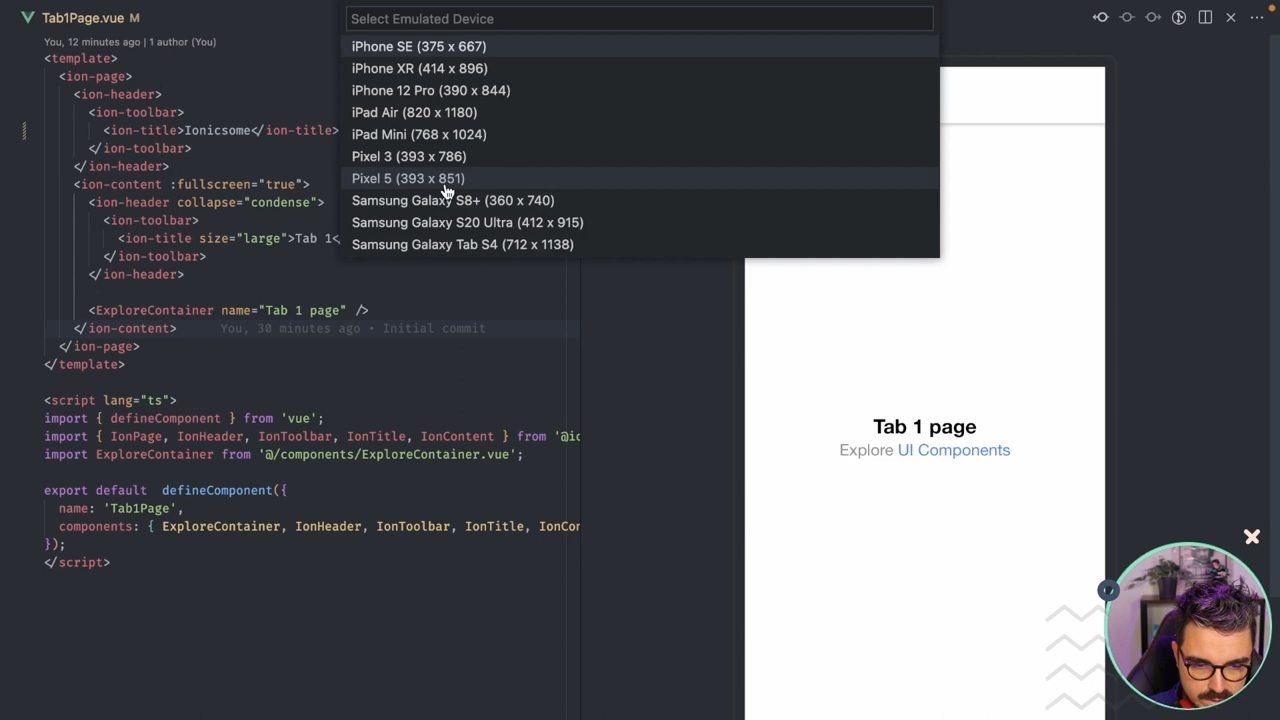 Tab1Page.vue M
You, 12 minutes ago | 1 author (You)
<template>
<ion-page>
<ion-header>
<ion-toolbar>
<ion-title>Ionicsome</ion-title>
</ion-toolbar>
</ion-header>
<ion-content :fullscreen="true">
<ion-header collapse="condense">
<ion-toolbar>
<ion-title size="large">Tab 1<
</ion-toolbar>
</ion-header>
<ExploreContainer name="Tab 1 page" />
</ion-content> You, 30 minutes ago • Initial commit
</ion-page>
</template>
<script lang="ts">
import { defineComponent } from 'vue';
import { IonPage, IonHeader, IonToolbar, IonTitle, IonContent } from '@io
import ExploreContainer from '@/components/ExploreContainer.vue';
export default defineComponent({
name: 'Tab1Page',
components: { ExploreContainer, IonHeader, IonToolbar, IonTitle, IonCon
});
</script>
Select Emulated Device
iPhone SE (375 x 667)
iPhone XR (414 x 896)
iPhone 12 Pro (390 x 844)
iPad Air (820 x 1180)
iPad Mini (768 x 1024)
Pixel 3 (393 x 786)
Pixel 5 (393 x 851)
Samsung Galaxy S8+ (360 x 740)
Samsung Galaxy S20 Ultra (412 x 915)
Samsung Galaxy Tab S4 (712 x 1138)
Tab 1 page
Explore UI Components